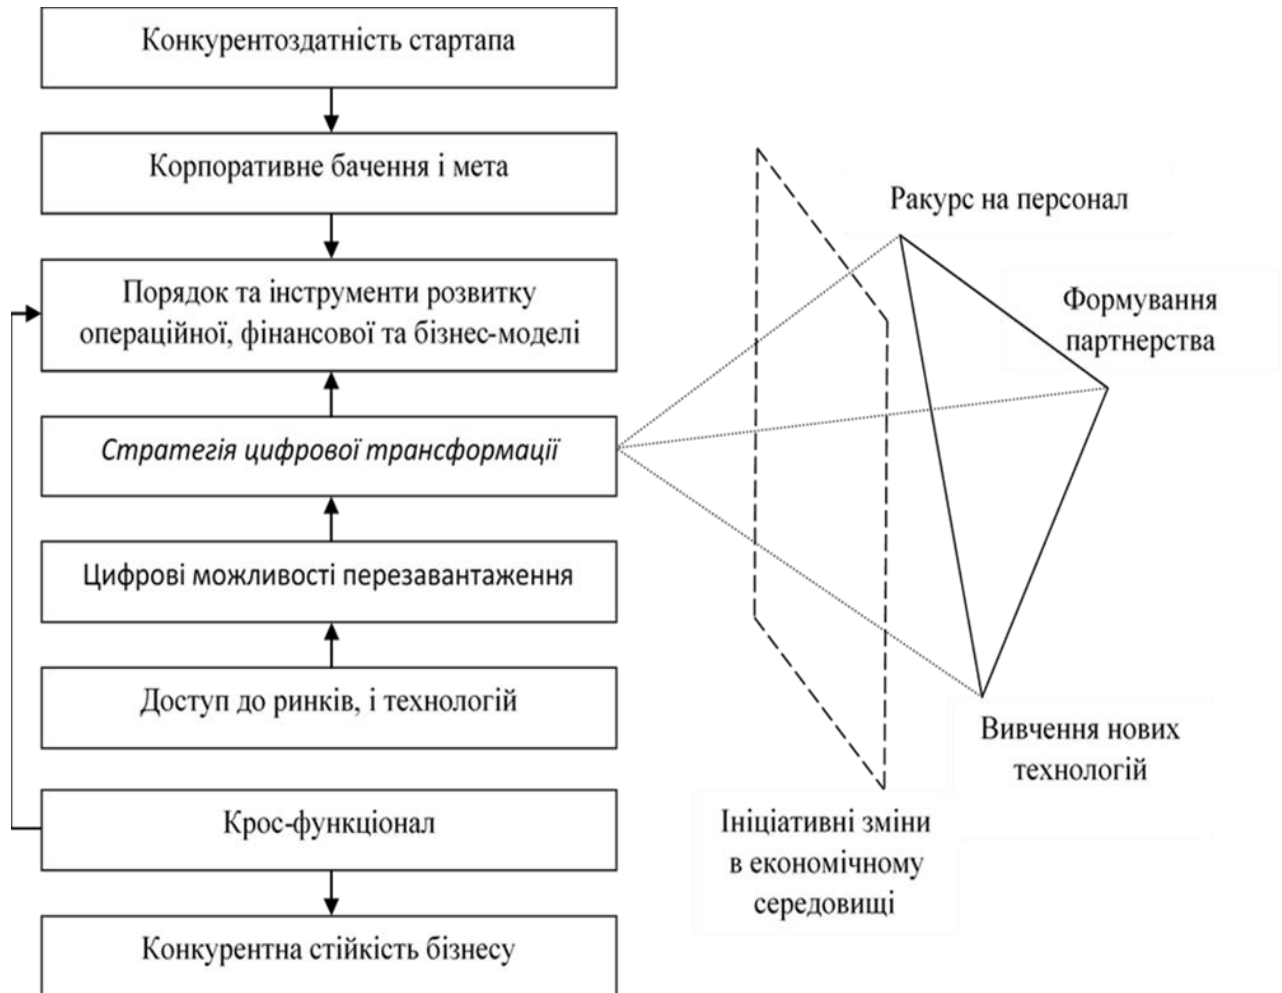 Конкурентоздатність стартапа
Корпоративне бачення і мета
Порядок та інструменти розвитку
операційної, фінансової та бізнес-моделі
Стратегія цифрової трансформації
Цифрові можливості перезавантаження
Доступ до ринків, і технологій
Крос-функціонал
Конкурентна стійкість бізнесу
Ракурс на персонал
Формування
партнерства
Вивчення нових
технологій
Ініціативні зміни
в економічному
середовищі